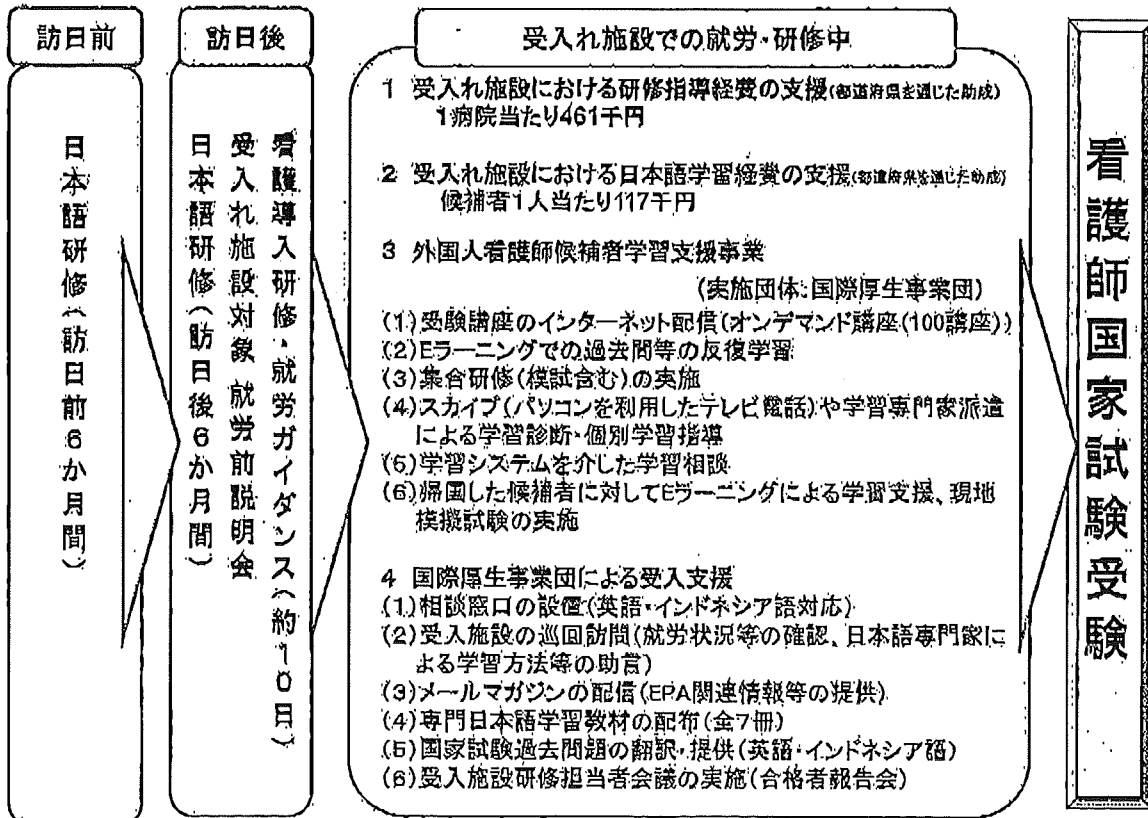 訪日前
日本語研修(訪日前6か月間)
訪日後
看護導入研修・就労ガイダンス(約10日)
受入れ施設対象 就労前説明会
日本語研修(訪日後6か月間)
受入れ施設での就労・研修中
1 受入れ施設における研修指導経費の支援(都道府県を通じた助成)
1病院当たり461千円
2 受入れ施設における日本語学習経費の支援(都道府県を通じた助成)
候補者1人当たり117千円
3 外国人看護師候補者学習支援事業
(実施団体:国際厚生事業団)
(1)受験講座のインターネット配信(オンデマンド講座(100講座))
(2)Eラーニングでの過去問等の反復学習
(3)集合研修(模試含む)の実施
(4)スカイプ(パソコンを利用したテレビ電話)や学習専門家派遣
による学習診断・個別学習指導
(5)学習システムを介した学習相談
(6)帰国した候補者に対してEラーニングによる学習支援、現地
模擬試験の実施
4 国際厚生事業団による受入支援
(1)相談窓口の設置(英語・インドネシア語対応)
(2)受入施設の巡回訪問(就労状況等の確認、日本語専門家に
よる学習方法等の助言)
(3)メールマガジンの配信(EPA関連情報等の提供)
(4)専門日本語学習教材の配布(全7冊)
(5)国家試験過去問題の翻訳・提供(英語・インドネシア語)
(6)受入施設研修担当者会議の実施(合格者報告会)
看護師国家試験受験